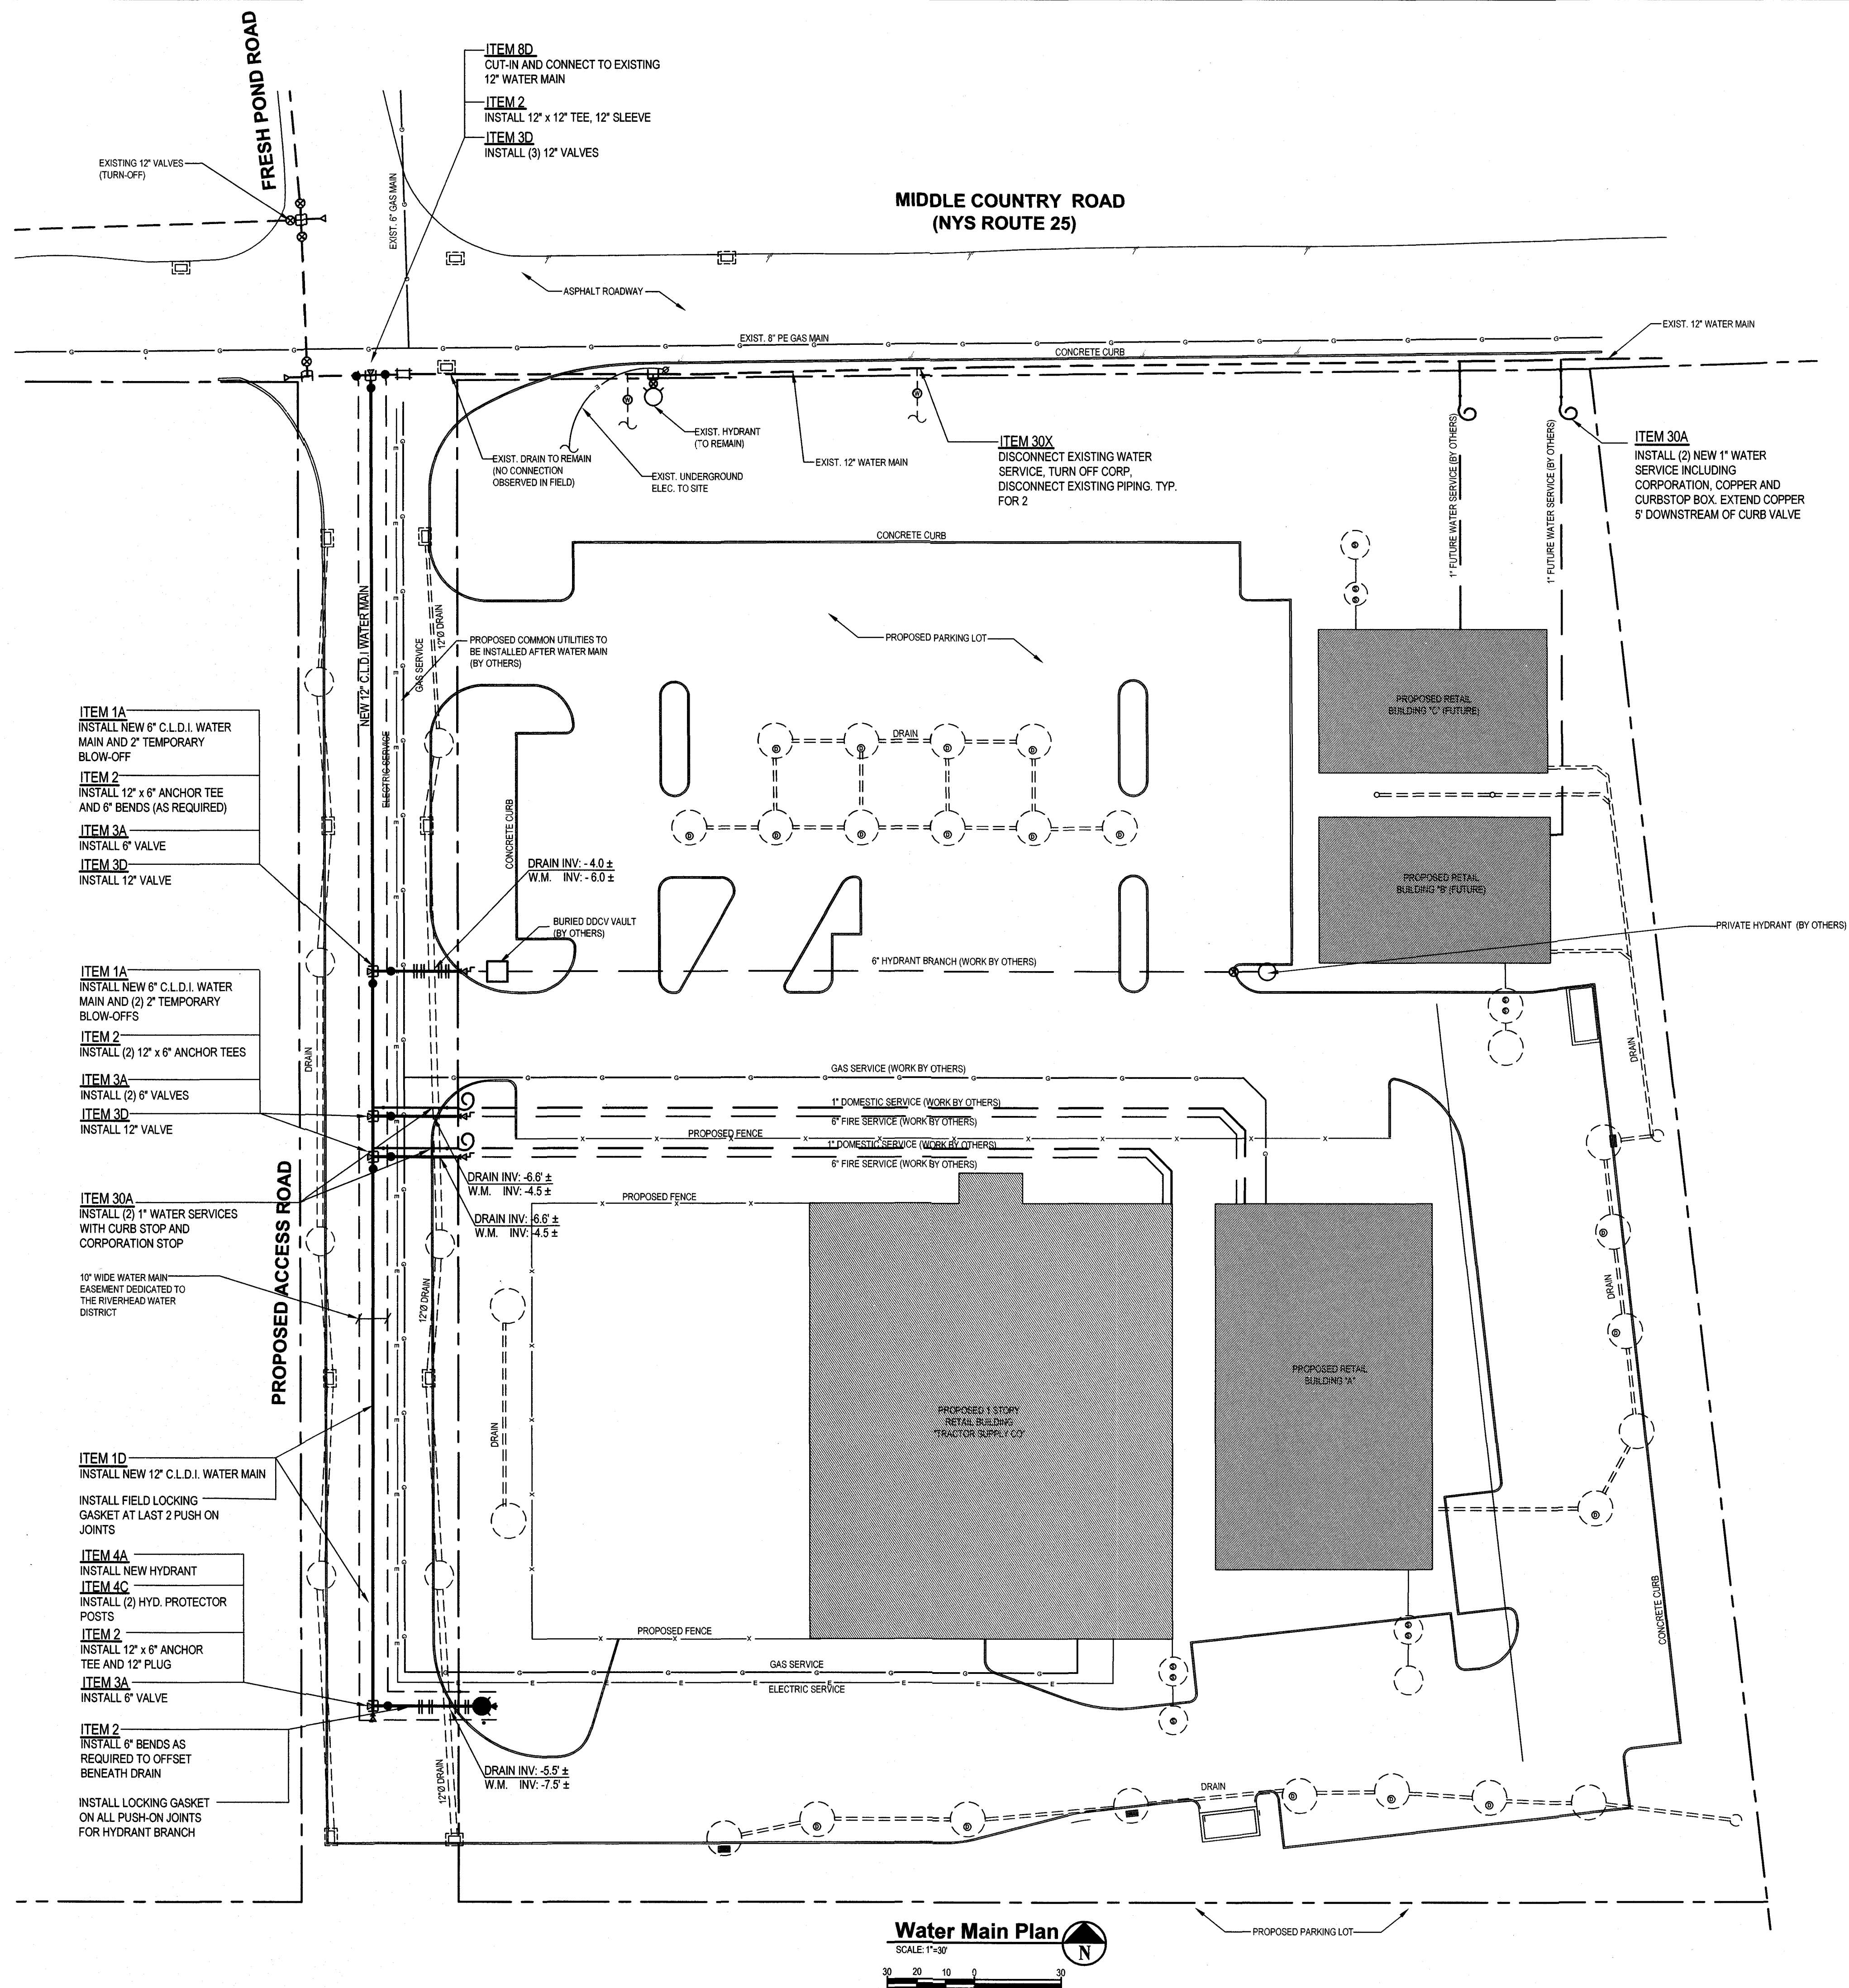 FRESH POND ROAD
ITEM 8D
CUT-IN AND CONNECT TO EXISTING
12" WATER MAIN
ITEM 2
INSTALL 12" x 12" TEE, 12" SLEEVE
ITEM 3D
INSTALL (3) 12" VALVES
EXISTING 12" VALVES
(TURN-OFF)
EXIST. 6" GAS MAIN
MIDDLE COUNTRY ROAD
(NYS ROUTE 25)
ASPHALT ROADWAY
EXIST. 8" PE GAS MAIN
CONCRETE CURB
EXIST. 12" WATER MAIN
EXIST. HYDRANT
(TO REMAIN)
EXIST. DRAIN TO REMAIN
(NO CONNECTION
OBSERVED IN FIELD)
EXIST. UNDERGROUND
ELEC. TO SITE
EXIST. 12" WATER MAIN
ITEM 30X
DISCONNECT EXISTING WATER
SERVICE, TURN OFF CORP,
DISCONNECT EXISTING PIPING. TYP.
FOR 2
1" FUTURE WATER SERVICE (BY OTHERS)
1" FUTURE WATER SERVICE (BY OTHERS)
ITEM 30A
INSTALL (2) NEW 1" WATER
SERVICE INCLUDING
CORPORATION, COPPER AND
CURBSTOP BOX. EXTEND COPPER
5' DOWNSTREAM OF CURB VALVE
CONCRETE CURB
NEW 12" C.L.D.I WATER MAIN
GAS SERVICE
12"Ø DRAIN
ELECTRIC SERVICE
PROPOSED COMMON UTILITIES TO
BE INSTALLED AFTER WATER MAIN
(BY OTHERS)
PROPOSED PARKING LOT
PROPOSED RETAIL
BUILDING "C" (FUTURE)
ITEM 1A
INSTALL NEW 6" C.L.D.I. WATER
MAIN AND 2" TEMPORARY
BLOW-OFF
ITEM 2
INSTALL 12" x 6" ANCHOR TEE
AND 6" BENDS (AS REQUIRED)
ITEM 3A
INSTALL 6" VALVE
ITEM 3D
INSTALL 12" VALVE
DRAIN
CONCRETE CURB
DRAIN INV: - 4.0 ±
W.M. INV: - 6.0 ±
BURIED DDCV VAULT
(BY OTHERS)
PROPOSED RETAIL
BUILDING "B" (FUTURE)
PRIVATE HYDRANT (BY OTHERS)
6" HYDRANT BRANCH (WORK BY OTHERS)
ITEM 1A
INSTALL NEW 6" C.L.D.I. WATER
MAIN AND (2) 2" TEMPORARY
BLOW-OFFS
ITEM 2
INSTALL (2) 12" x 6" ANCHOR TEES
ITEM 3A
INSTALL (2) 6" VALVES
ITEM 3D
INSTALL 12" VALVE
DRAIN
DRAIN
GAS SERVICE (WORK BY OTHERS)
1" DOMESTIC SERVICE (WORK BY OTHERS)
6" FIRE SERVICE (WORK BY OTHERS)
PROPOSED FENCE
1" DOMESTIC SERVICE (WORK BY OTHERS)
6" FIRE SERVICE (WORK BY OTHERS)
DRAIN INV: -6.6' ±
W.M. INV: -4.5 ±
PROPOSED FENCE
DRAIN INV: -6.6' ±
W.M. INV: -4.5 ±
ITEM 30A
INSTALL (2) 1" WATER SERVICES
WITH CURB STOP AND
CORPORATION STOP
10" WIDE WATER MAIN
EASEMENT DEDICATED TO
THE RIVERHEAD WATER
DISTRICT
PROPOSED ACCESS ROAD
12"Ø DRAIN
DRAIN
DRAIN
PROPOSED 1 STORY
RETAIL BUILDING
"TRACTOR SUPPLY CO"
PROPOSED RETAIL
BUILDING "A"
ITEM 1D
INSTALL NEW 12" C.L.D.I. WATER MAIN
INSTALL FIELD LOCKING
GASKET AT LAST 2 PUSH ON
JOINTS
ITEM 4A
INSTALL NEW HYDRANT
ITEM 4C
INSTALL (2) HYD. PROTECTOR
POSTS
ITEM 2
INSTALL 12" x 6" ANCHOR
TEE AND 12" PLUG
ITEM 3A
INSTALL 6" VALVE
ITEM 2
INSTALL 6" BENDS AS
REQUIRED TO OFFSET
BENEATH DRAIN
INSTALL LOCKING GASKET
ON ALL PUSH-ON JOINTS
FOR HYDRANT BRANCH
PROPOSED FENCE
GAS SERVICE
ELECTRIC SERVICE
CONCRETE CURB
12"Ø DRAIN
DRAIN INV: -5.5' ±
W.M. INV: -7.5' ±
DRAIN
PROPOSED PARKING LOT
Water Main Plan
N
SCALE: 1"=30'
30 20 10 0 30